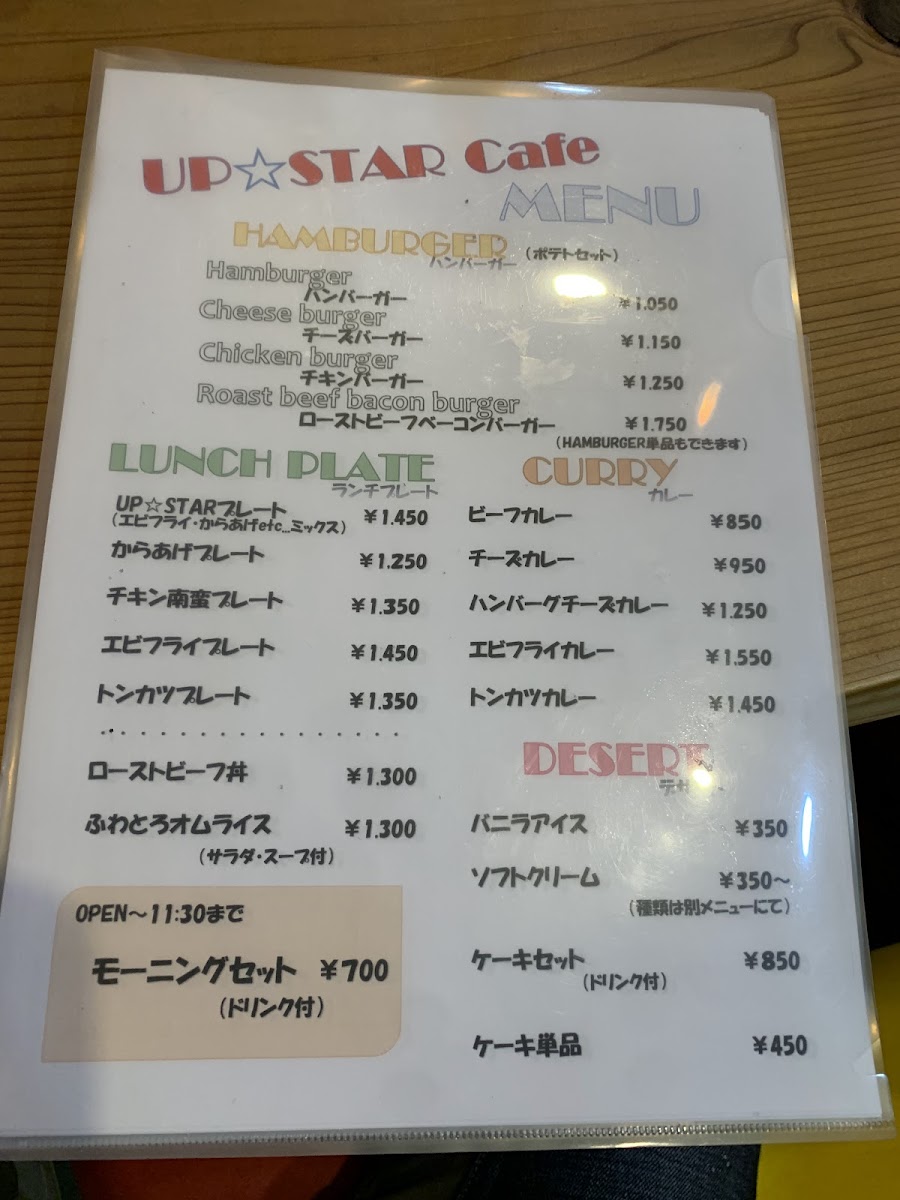 UP☆STAR Cafe
MENU
HAMBURGER
ハンバーガー (ポテトセット)
Hamburger
ハンバーガー ¥1.050
Cheese burger
チーズバーガー ¥1.150
Chicken burger
チキンバーガー ¥1.250
Roast beef bacon burger
ローストビーフベーコンバーガー ¥1.750
(HAMBURGER単品もできます)
LUNCH PLATE
ランチプレート
UP☆STARプレート ¥1.450
(エビフライ・からあげetc...ミックス)
からあげプレート ¥1.250
チキン南蛮プレート ¥1.350
エビフライプレート ¥1.450
トンカツプレート ¥1.350
ローストビーフ丼 ¥1.300
ふわとろオムライス ¥1.300
(サラダ・スープ付)
OPEN～11:30まで
モーニングセット ¥700
(ドリンク付)
CURRY
カレー
ビーフカレー ¥850
チーズカレー ¥950
ハンバーグチーズカレー ¥1.250
エビフライカレー ¥1.550
トンカツカレー ¥1.450
DESERT
バニラアイス ¥350
ソフトクリーム ¥350～
(種類は別メニューにて)
ケーキセット ¥850
(ドリンク付)
ケーキ単品 ¥450